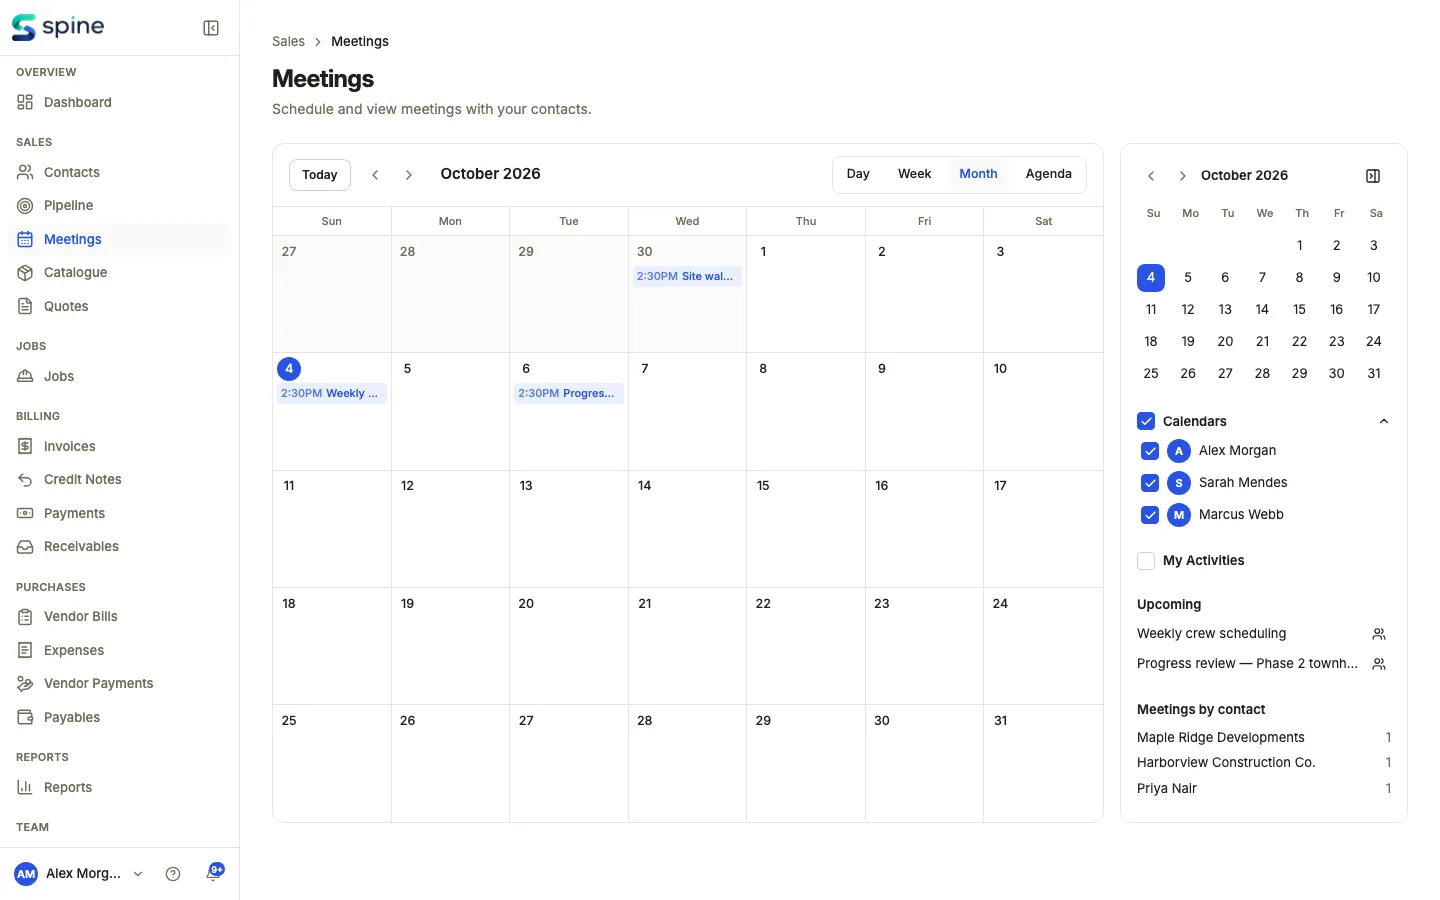 spine
OVERVIEW
Dashboard
SALES
Contacts
Pipeline
Meetings
Catalogue
Quotes
JOBS
Jobs
BILLING
Invoices
Credit Notes
Payments
Receivables
PURCHASES
Vendor Bills
Expenses
Vendor Payments
Payables
REPORTS
Reports
TEAM
AM Alex Morg... 9+
Sales > Meetings
Meetings
Schedule and view meetings with your contacts.
Today October 2026 Day Week Month Agenda
Sun Mon Tue Wed Thu Fri Sat
27 28 29 30 1 2 3
2:30PM Site wal...
4 5 6 7 8 9 10
2:30PM Weekly ... 2:30PM Progres...
11 12 13 14 15 16 17
18 19 20 21 22 23 24
25 26 27 28 29 30 31
October 2026
Su Mo Tu We Th Fr Sa
1 2 3
4 5 6 7 8 9 10
11 12 13 14 15 16 17
18 19 20 21 22 23 24
25 26 27 28 29 30 31
Calendars
A Alex Morgan
S Sarah Mendes
M Marcus Webb
My Activities
Upcoming
Weekly crew scheduling
Progress review — Phase 2 townh...
Meetings by contact
Maple Ridge Developments 1
Harborview Construction Co. 1
Priya Nair 1